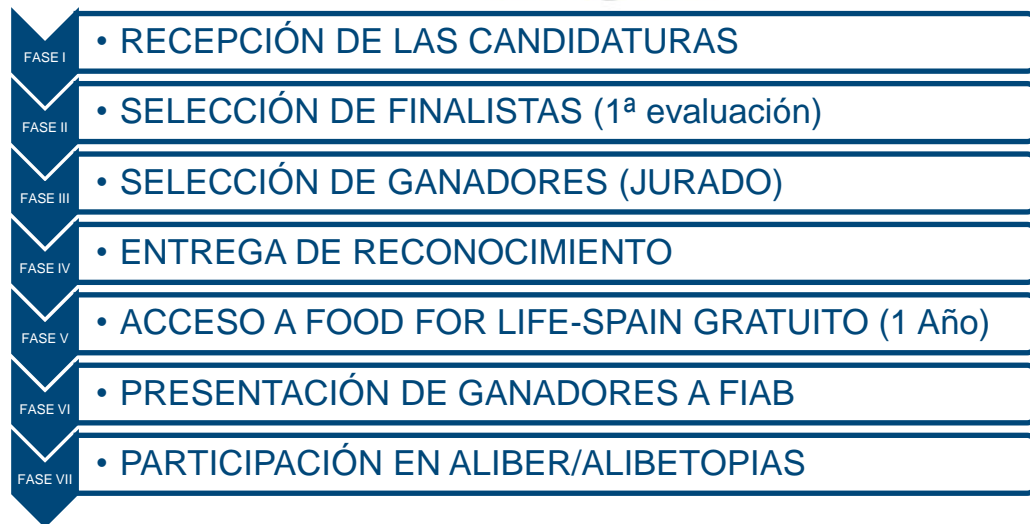 FASE I
• RECEPCIÓN DE LAS CANDIDATURAS
FASE II
• SELECCIÓN DE FINALISTAS (1ª evaluación)
FASE III
• SELECCIÓN DE GANADORES (JURADO)
FASE IV
• ENTREGA DE RECONOCIMIENTO
FASE V
• ACCESO A FOOD FOR LIFE-SPAIN GRATUITO (1 Año)
FASE VI
• PRESENTACIÓN DE GANADORES A FIAB
FASE VII
• PARTICIPACIÓN EN ALIBER/ALIBETOPIAS